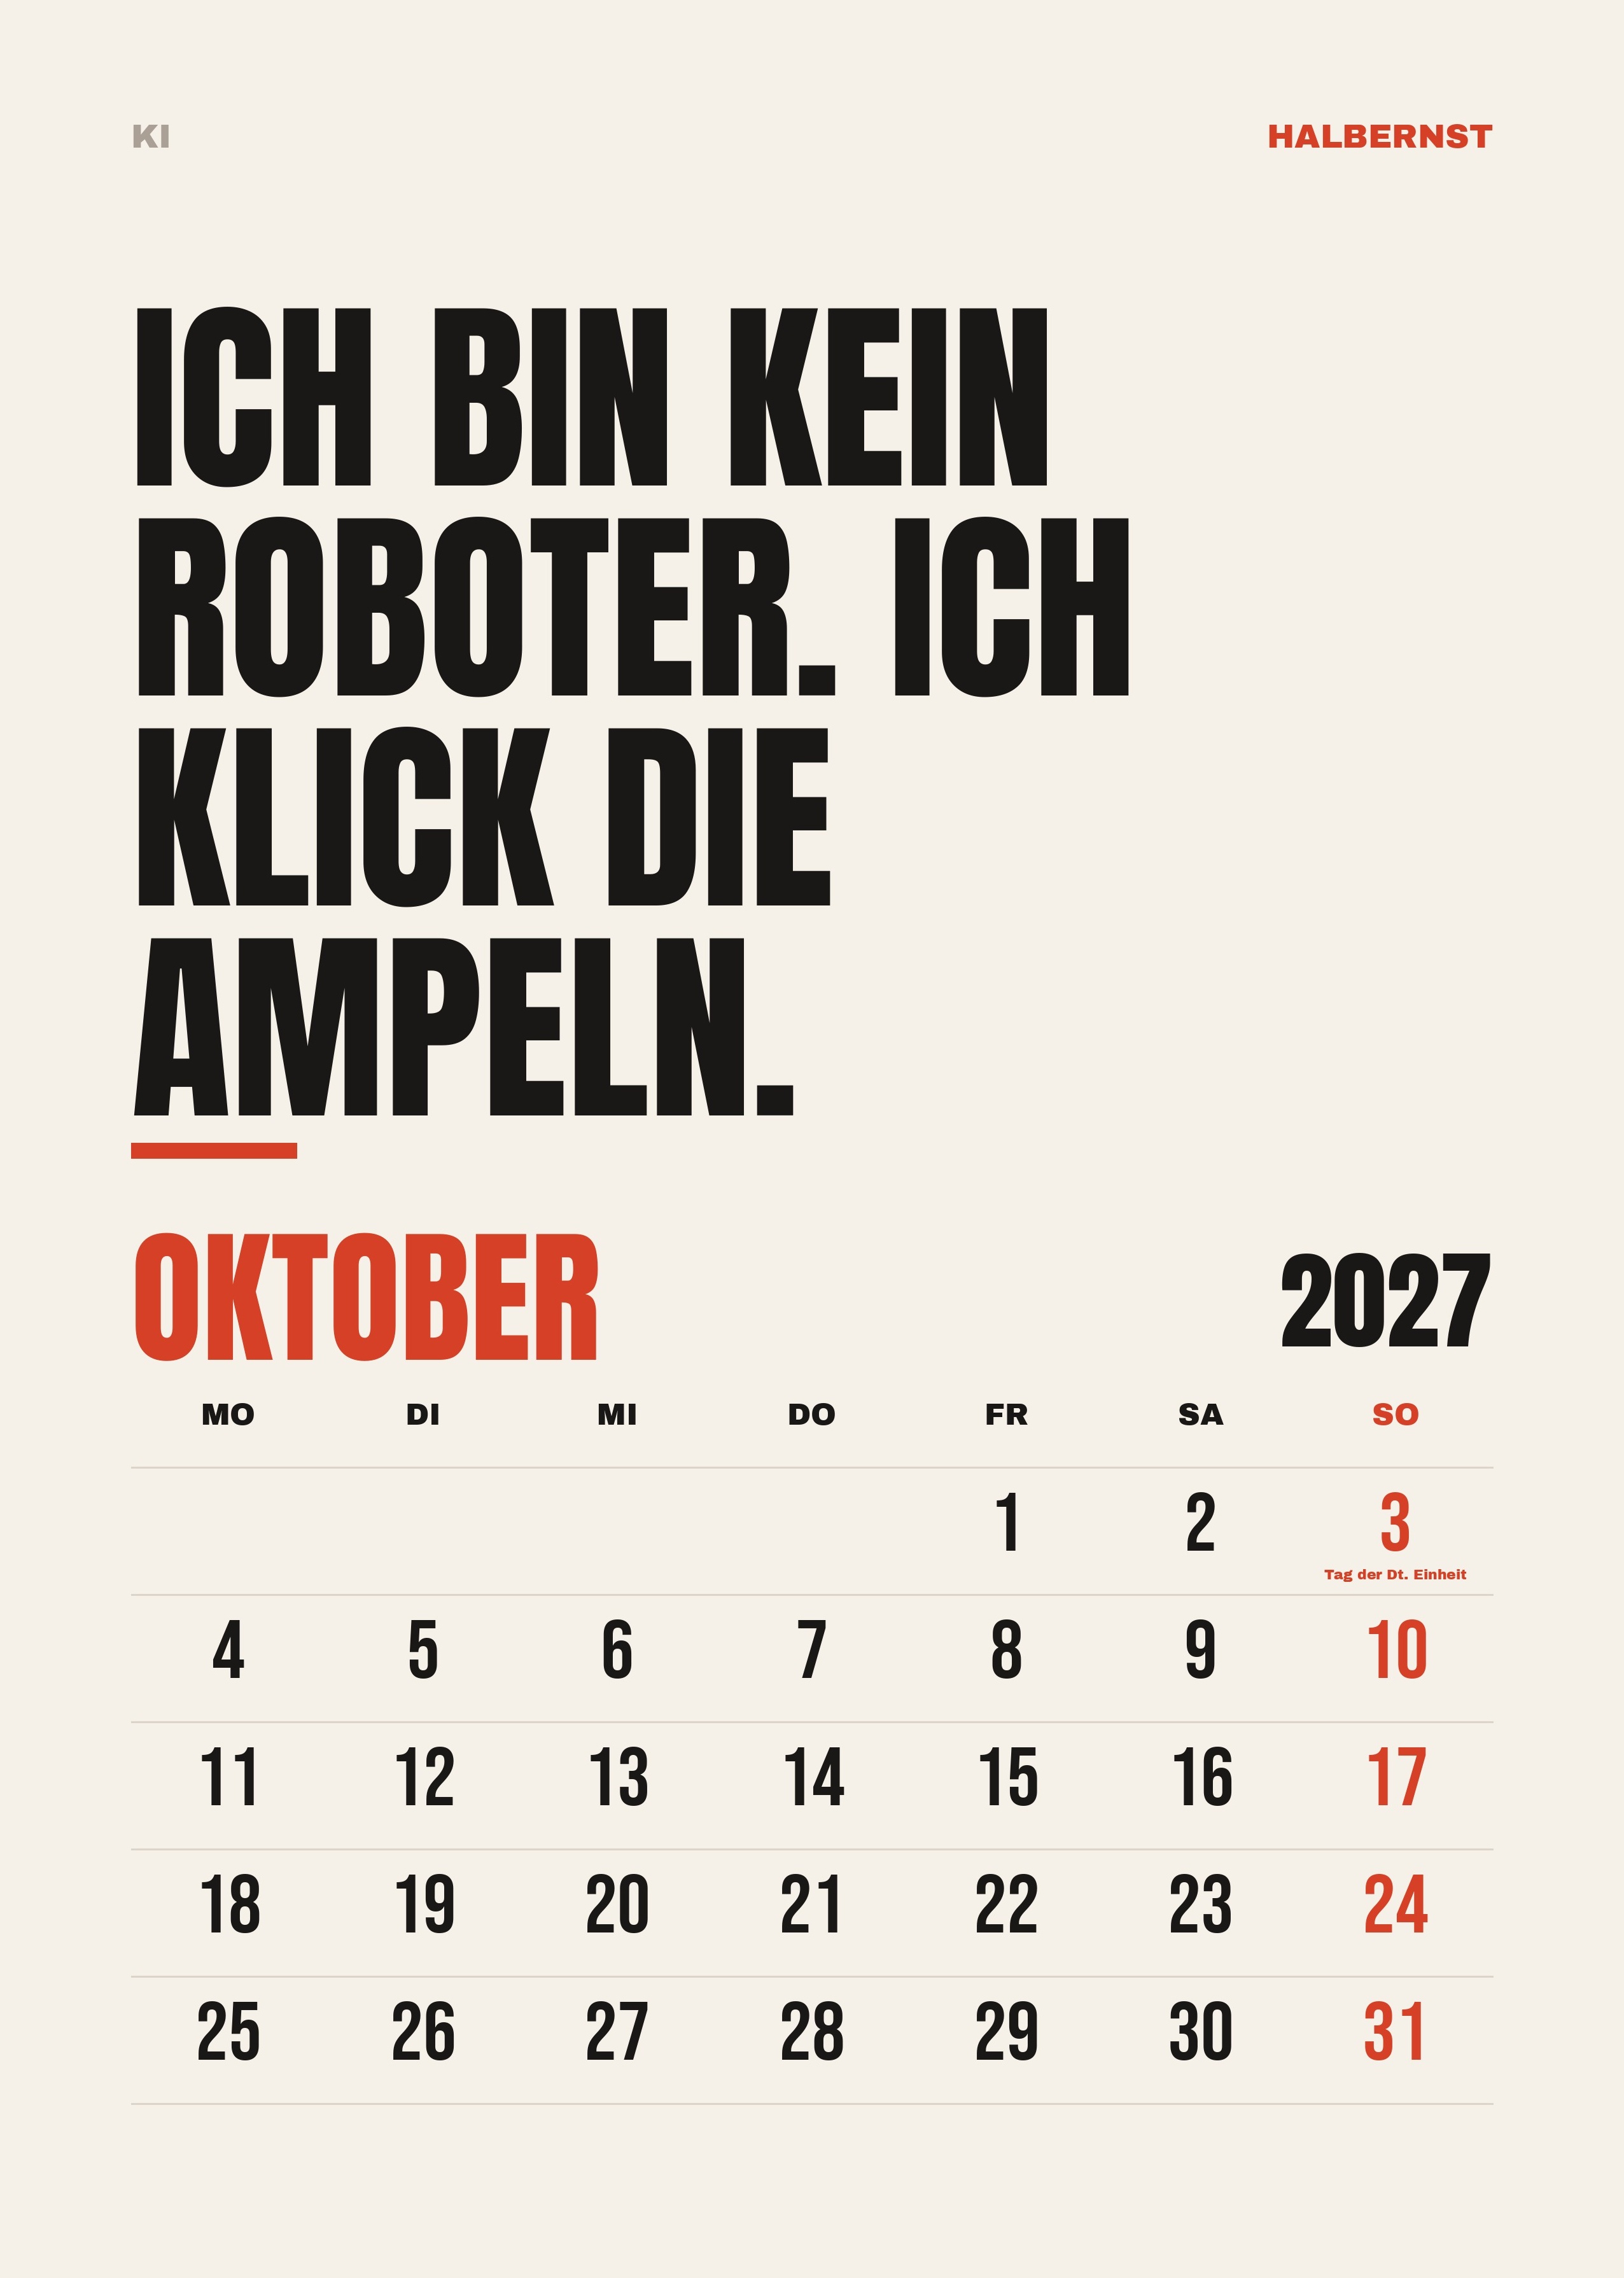 KI HALBERNST
ICH BIN KEIN
ROBOTER. ICH
KLICK DIE
AMPELN.
OKTOBER 2027
MO DI MI DO FR SA SO
1 2 3
Tag der Dt. Einheit
4 5 6 7 8 9 10
11 12 13 14 15 16 17
18 19 20 21 22 23 24
25 26 27 28 29 30 31